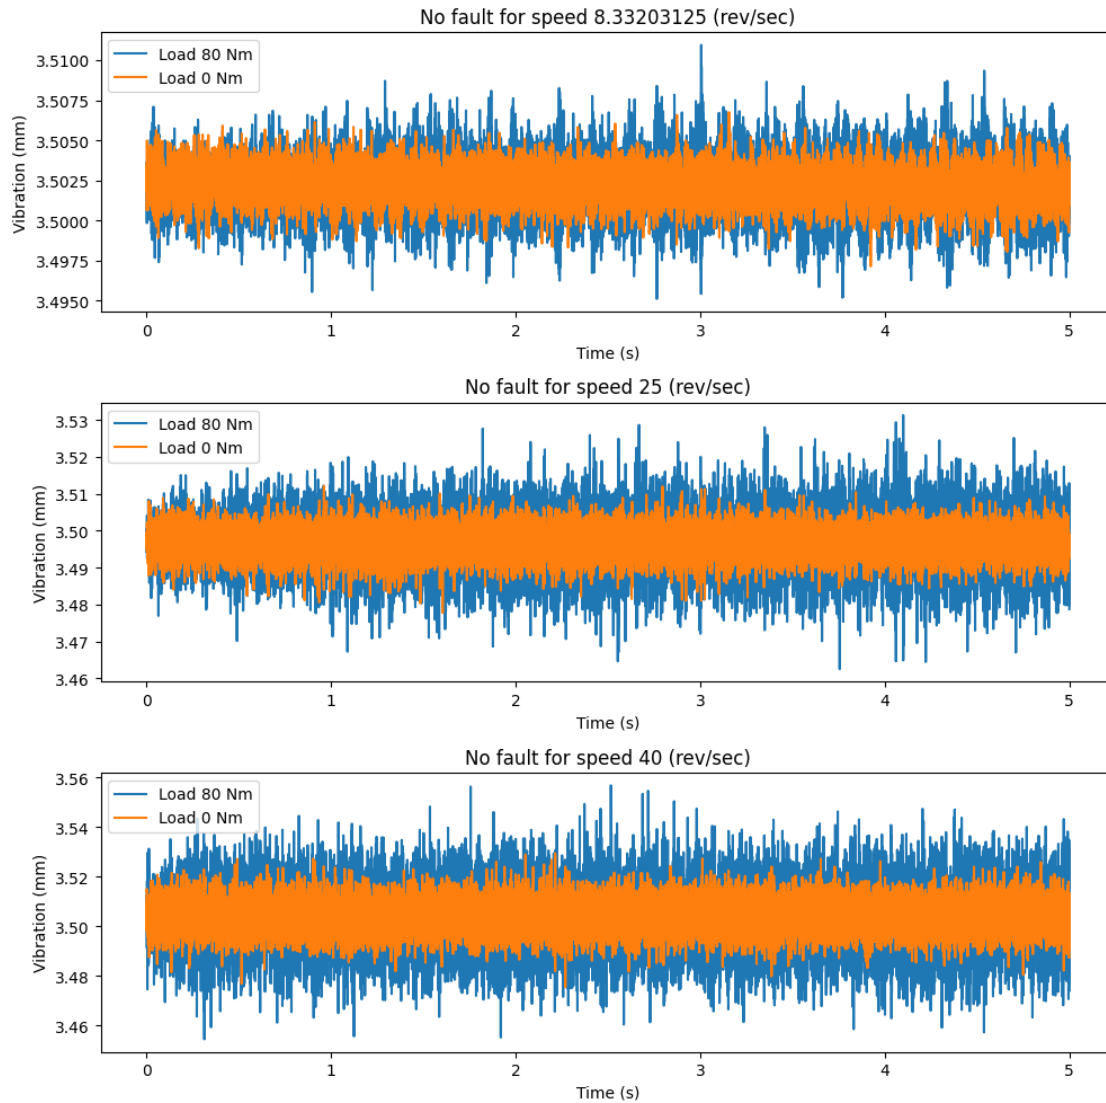 No fault for speed 8.33203125 (rev/sec)
Load 80 Nm
Load 0 Nm
3.5100
3.5075
3.5050
3.5025
3.5000
3.4975
3.4950
Vibration (mm)
0 1 2 3 4 5
Time (s)
No fault for speed 25 (rev/sec)
Load 80 Nm
Load 0 Nm
3.53
3.52
3.51
3.50
3.49
3.48
3.47
3.46
Vibration (mm)
0 1 2 3 4 5
Time (s)
No fault for speed 40 (rev/sec)
Load 80 Nm
Load 0 Nm
3.56
3.54
3.52
3.50
3.48
3.46
Vibration (mm)
0 1 2 3 4 5
Time (s)